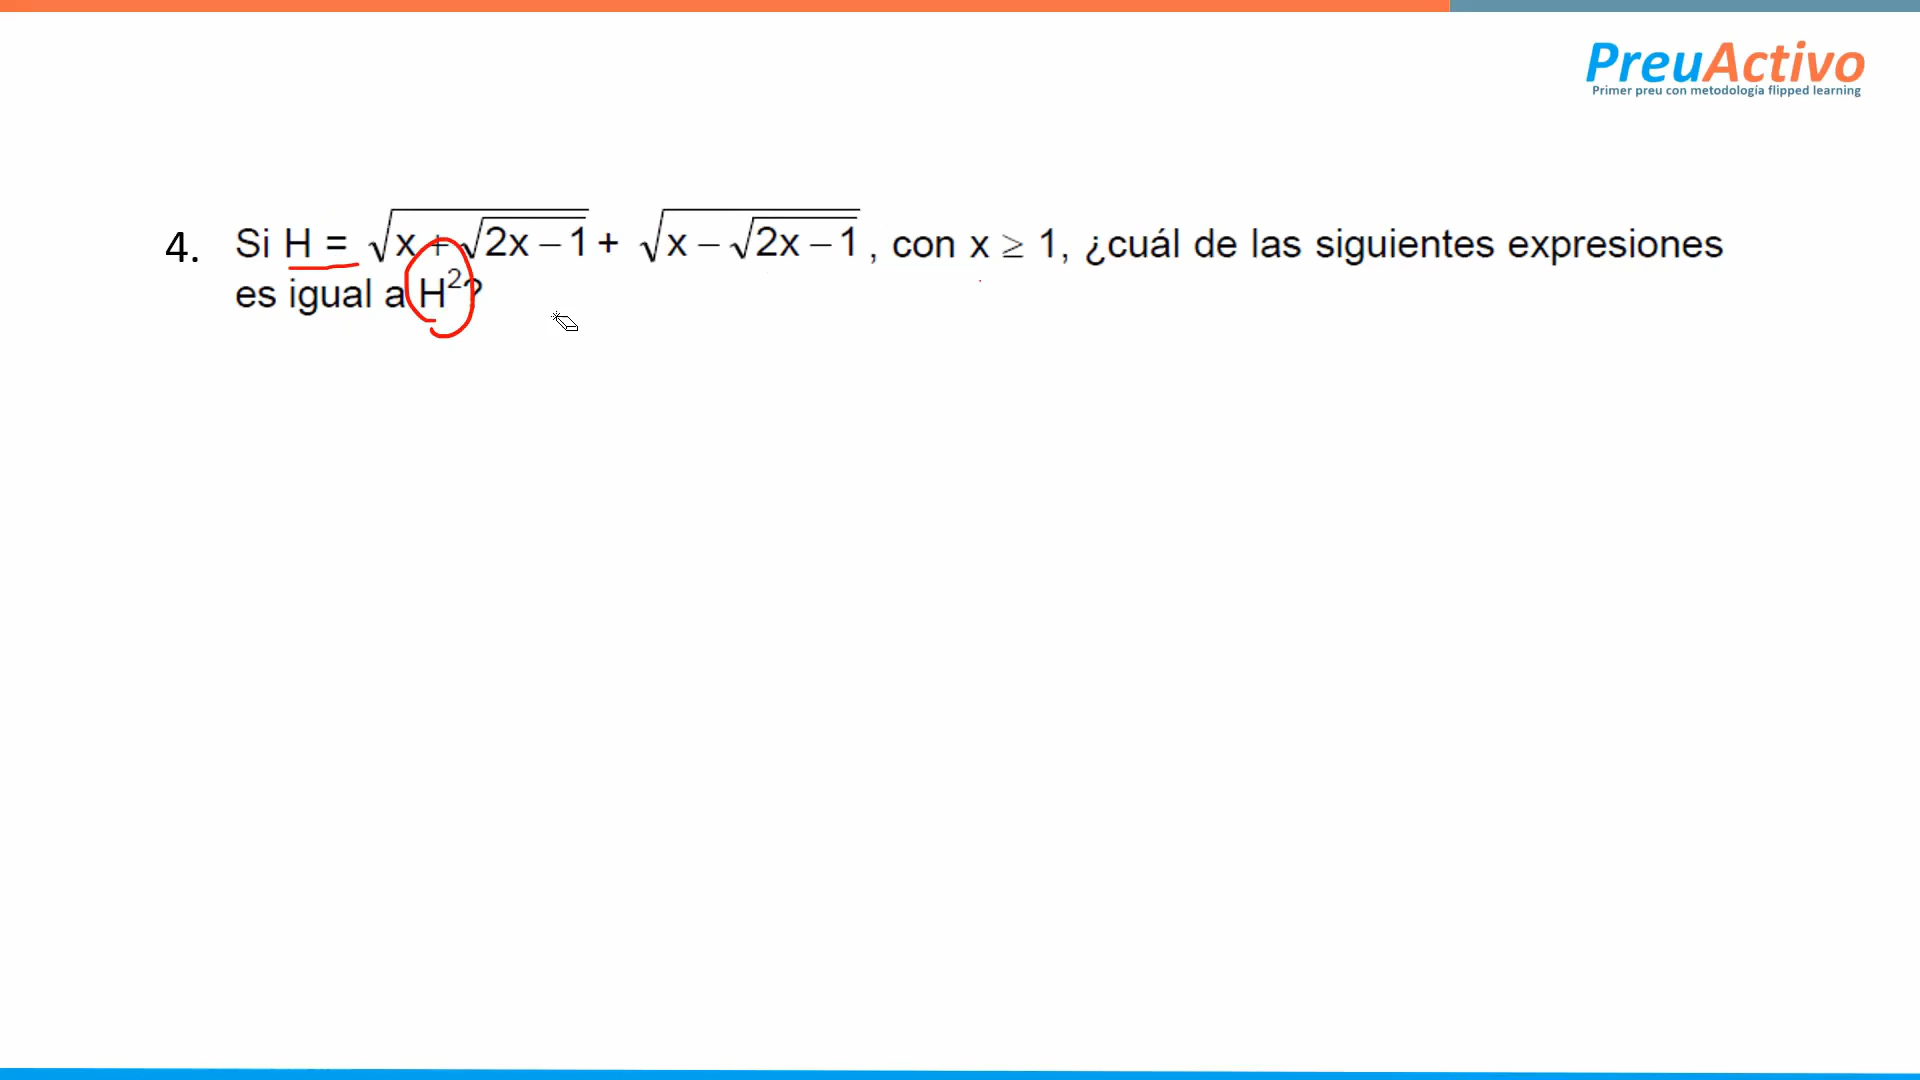 PreuActivo
Primer preu con metodología flipped learning
4. Si H = √(x + √(2x – 1)) + √(x – √(2x – 1)) , con x ≥ 1, ¿cuál de las siguientes expresiones
es igual a H²?